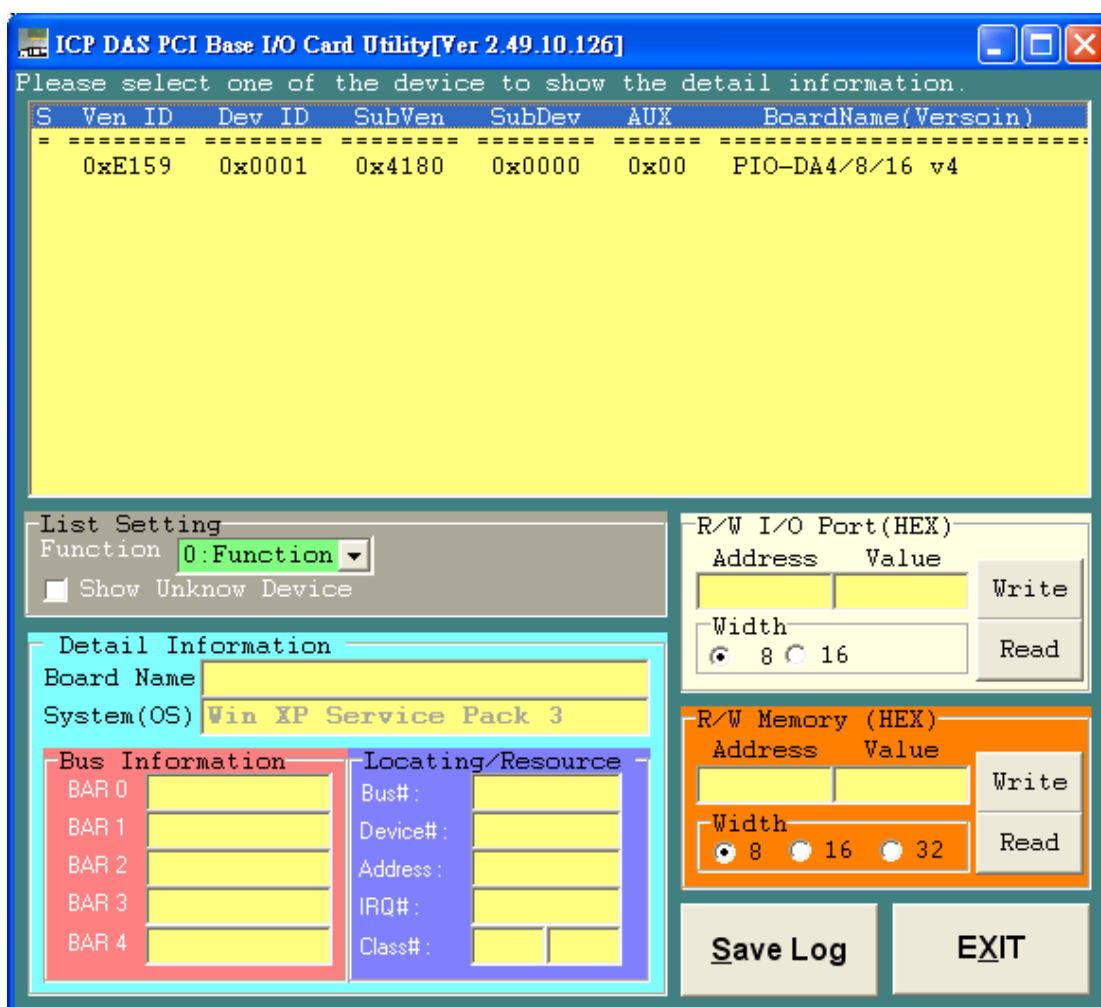 ICP DAS PCI Base I/O Card Utility[Ver 2.49.10.126]
Please select one of the device to show the detail information.
S Ven ID Dev ID SubVen SubDev AUX BoardName(Versoin)
= ======== ======== ======== ======== ====== =========================
0xE159 0x0001 0x4180 0x0000 0x00 PIO-DA4/8/16 v4
List Setting
Function 0:Function
Show Unknow Device
Detail Information
Board Name
System(OS) Win XP Service Pack 3
Bus Information
BAR 0
BAR 1
BAR 2
BAR 3
BAR 4
Locating/Resource
Bus# :
Device# :
Address :
IRQ# :
Class# :
R/W I/O Port(HEX)
Address Value
Write
Width
8 16
Read
R/W Memory (HEX)
Address Value
Write
Width
8 16 32
Read
Save Log
EXIT